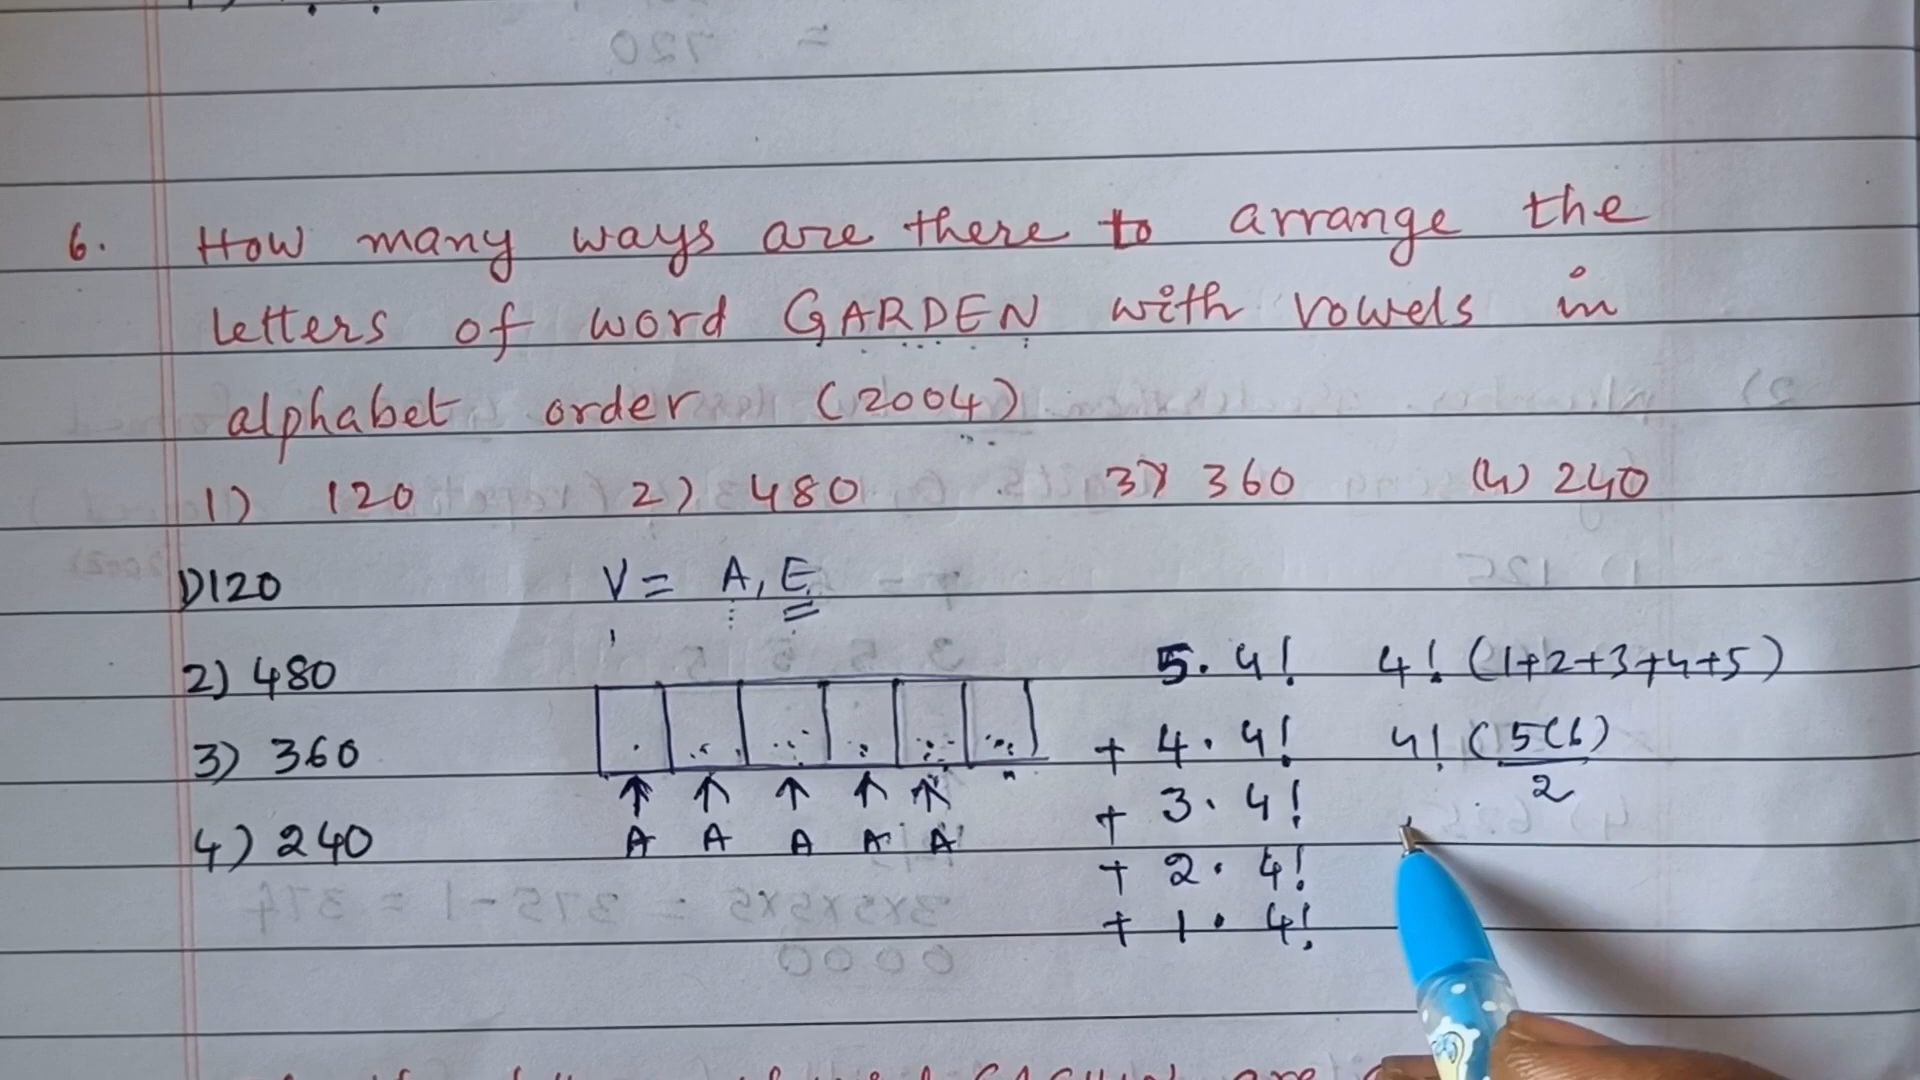 6. How many ways are there to arrange the
letters of word GARDEN with vowels in
alphabet order (2004)
1) 120 2) 480 3) 360 (4) 240
1)120 V = A, E
2) 480 5. 4! 4! (1+2+3+4+5)
3) 360 + 4. 4! 4! (5(6)/2
+ 3. 4!
4) 240 A A A A A
+ 2. 4!
+ 1. 4!